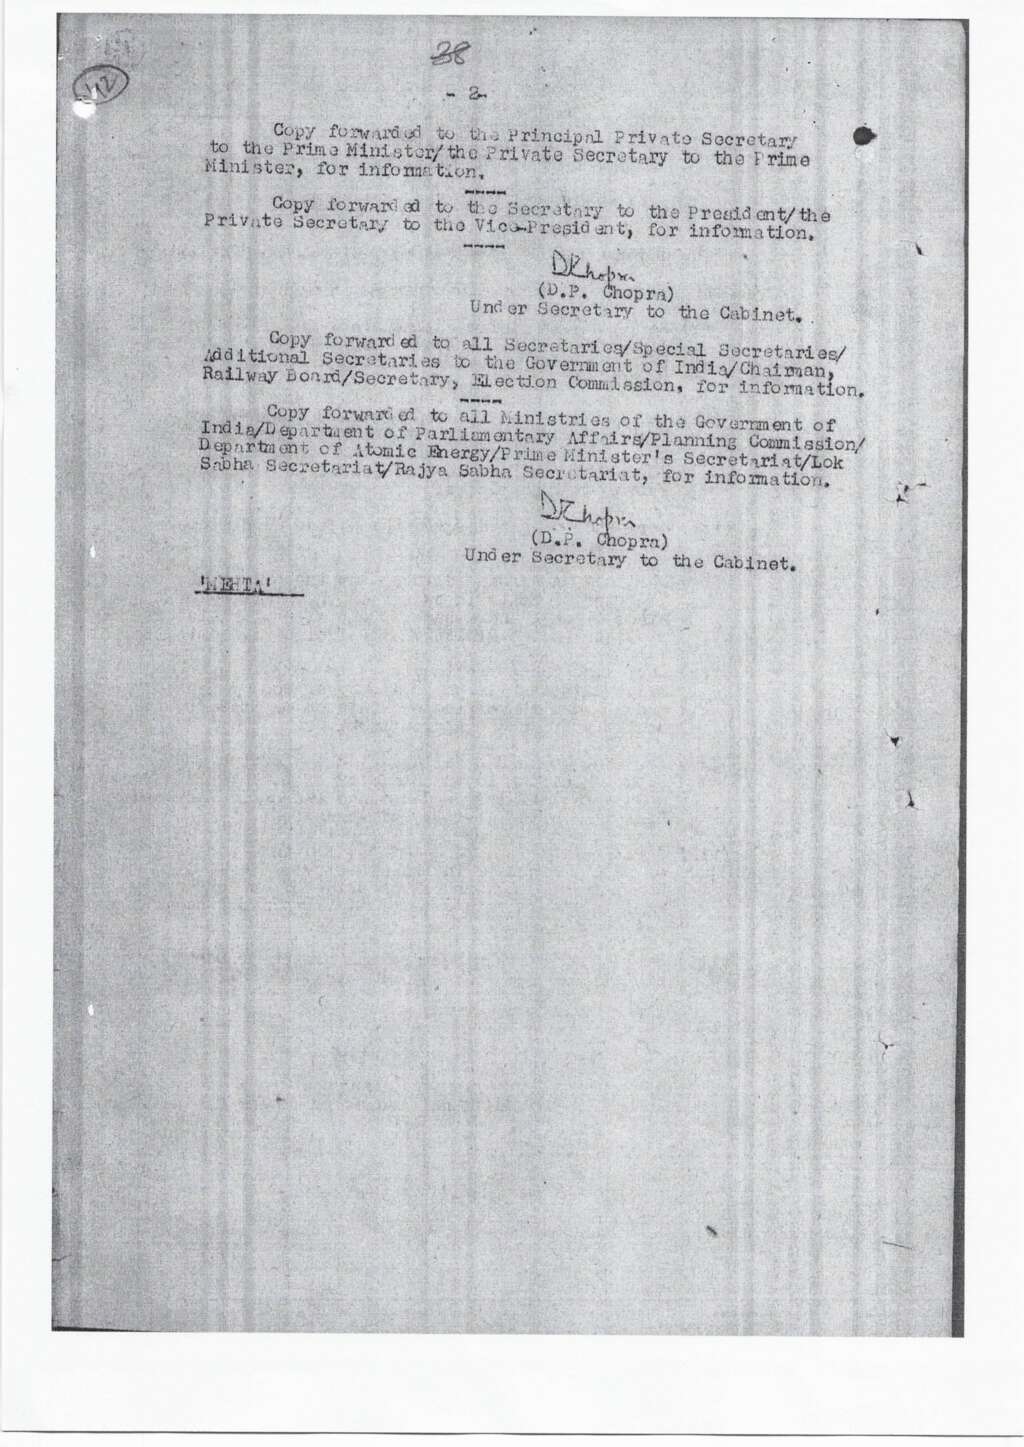 38
42
- 2-
Copy forwarded to the Principal Private Secretary
to the Prime Minister/the Private Secretary to the Prime
Minister, for information.
-----
Copy forwarded to the Secretary to the President/the
Private Secretary to the Vice-President, for information.
-----
DPChopra
(D.P. Chopra)
Under Secretary to the Cabinet.
Copy forwarded to all Secretaries/Special Secretaries/
Additional Secretaries to the Government of India/Chairman,
Railway Board/Secretary, Election Commission, for information.
-----
Copy forwarded to all Ministries of the Government of
India/Department of Parliamentary Affairs/Planning Commission/
Department of Atomic Energy/Prime Minister's Secretariat/Lok
Sabha Secretariat/Rajya Sabha Secretariat, for information.
DPChopra
(D.P. Chopra)
Under Secretary to the Cabinet.
'MEHTA'